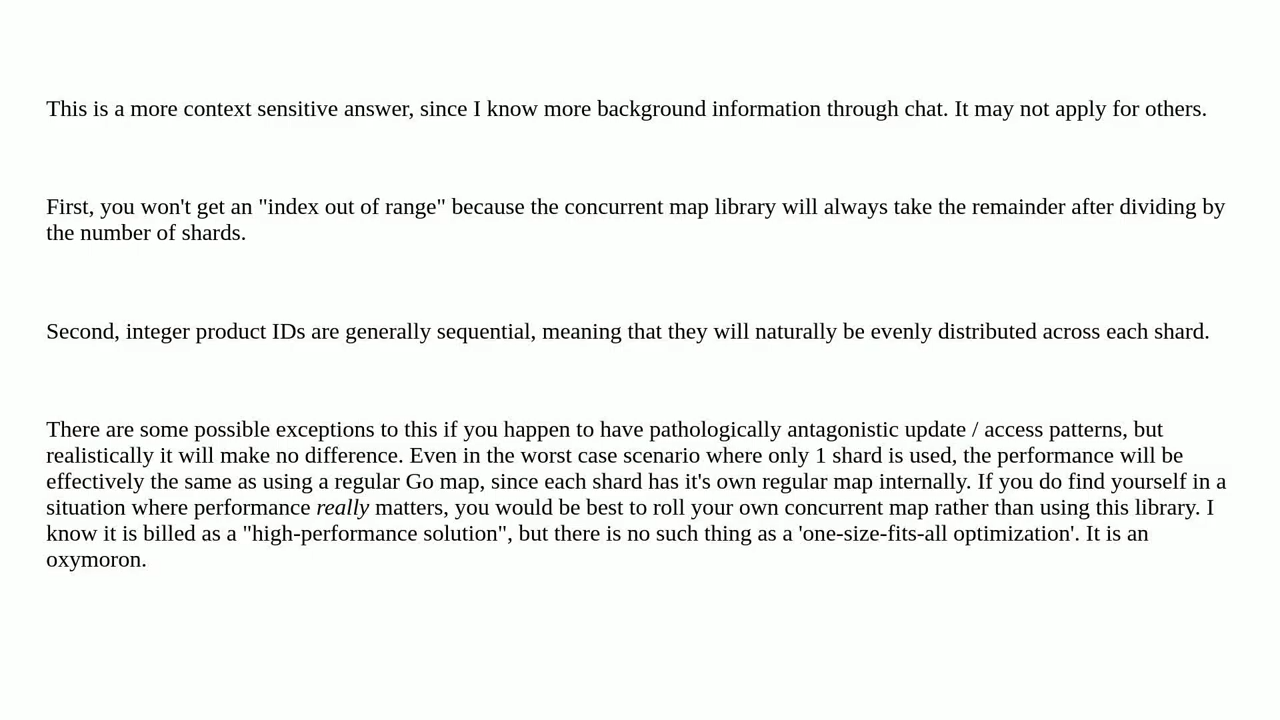 This is a more context sensitive answer, since I know more background information through chat. It may not apply for others.
First, you won't get an "index out of range" because the concurrent map library will always take the remainder after dividing by
the number of shards.
Second, integer product IDs are generally sequential, meaning that they will naturally be evenly distributed across each shard.
There are some possible exceptions to this if you happen to have pathologically antagonistic update / access patterns, but
realistically it will make no difference. Even in the worst case scenario where only 1 shard is used, the performance will be
effectively the same as using a regular Go map, since each shard has it's own regular map internally. If you do find yourself in a
situation where performance really matters, you would be best to roll your own concurrent map rather than using this library. I
know it is billed as a "high-performance solution", but there is no such thing as a 'one-size-fits-all optimization'. It is an
oxymoron.